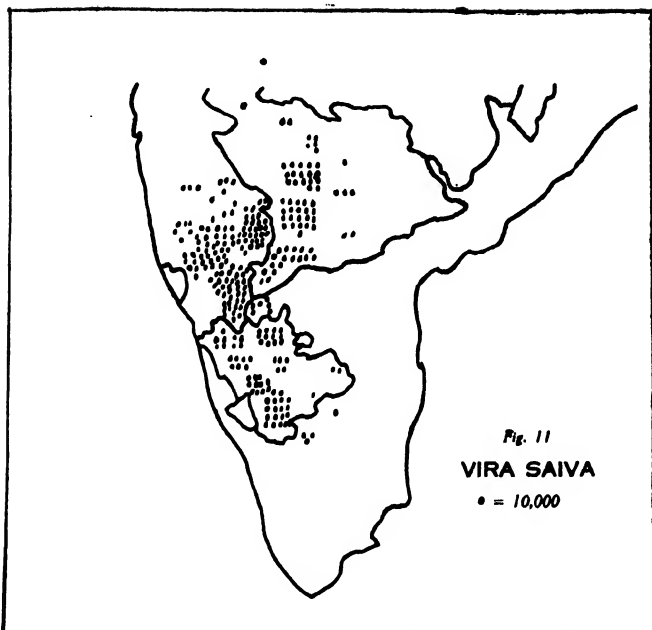 Fig. 11
VIRA SAIVA
• = 10,000